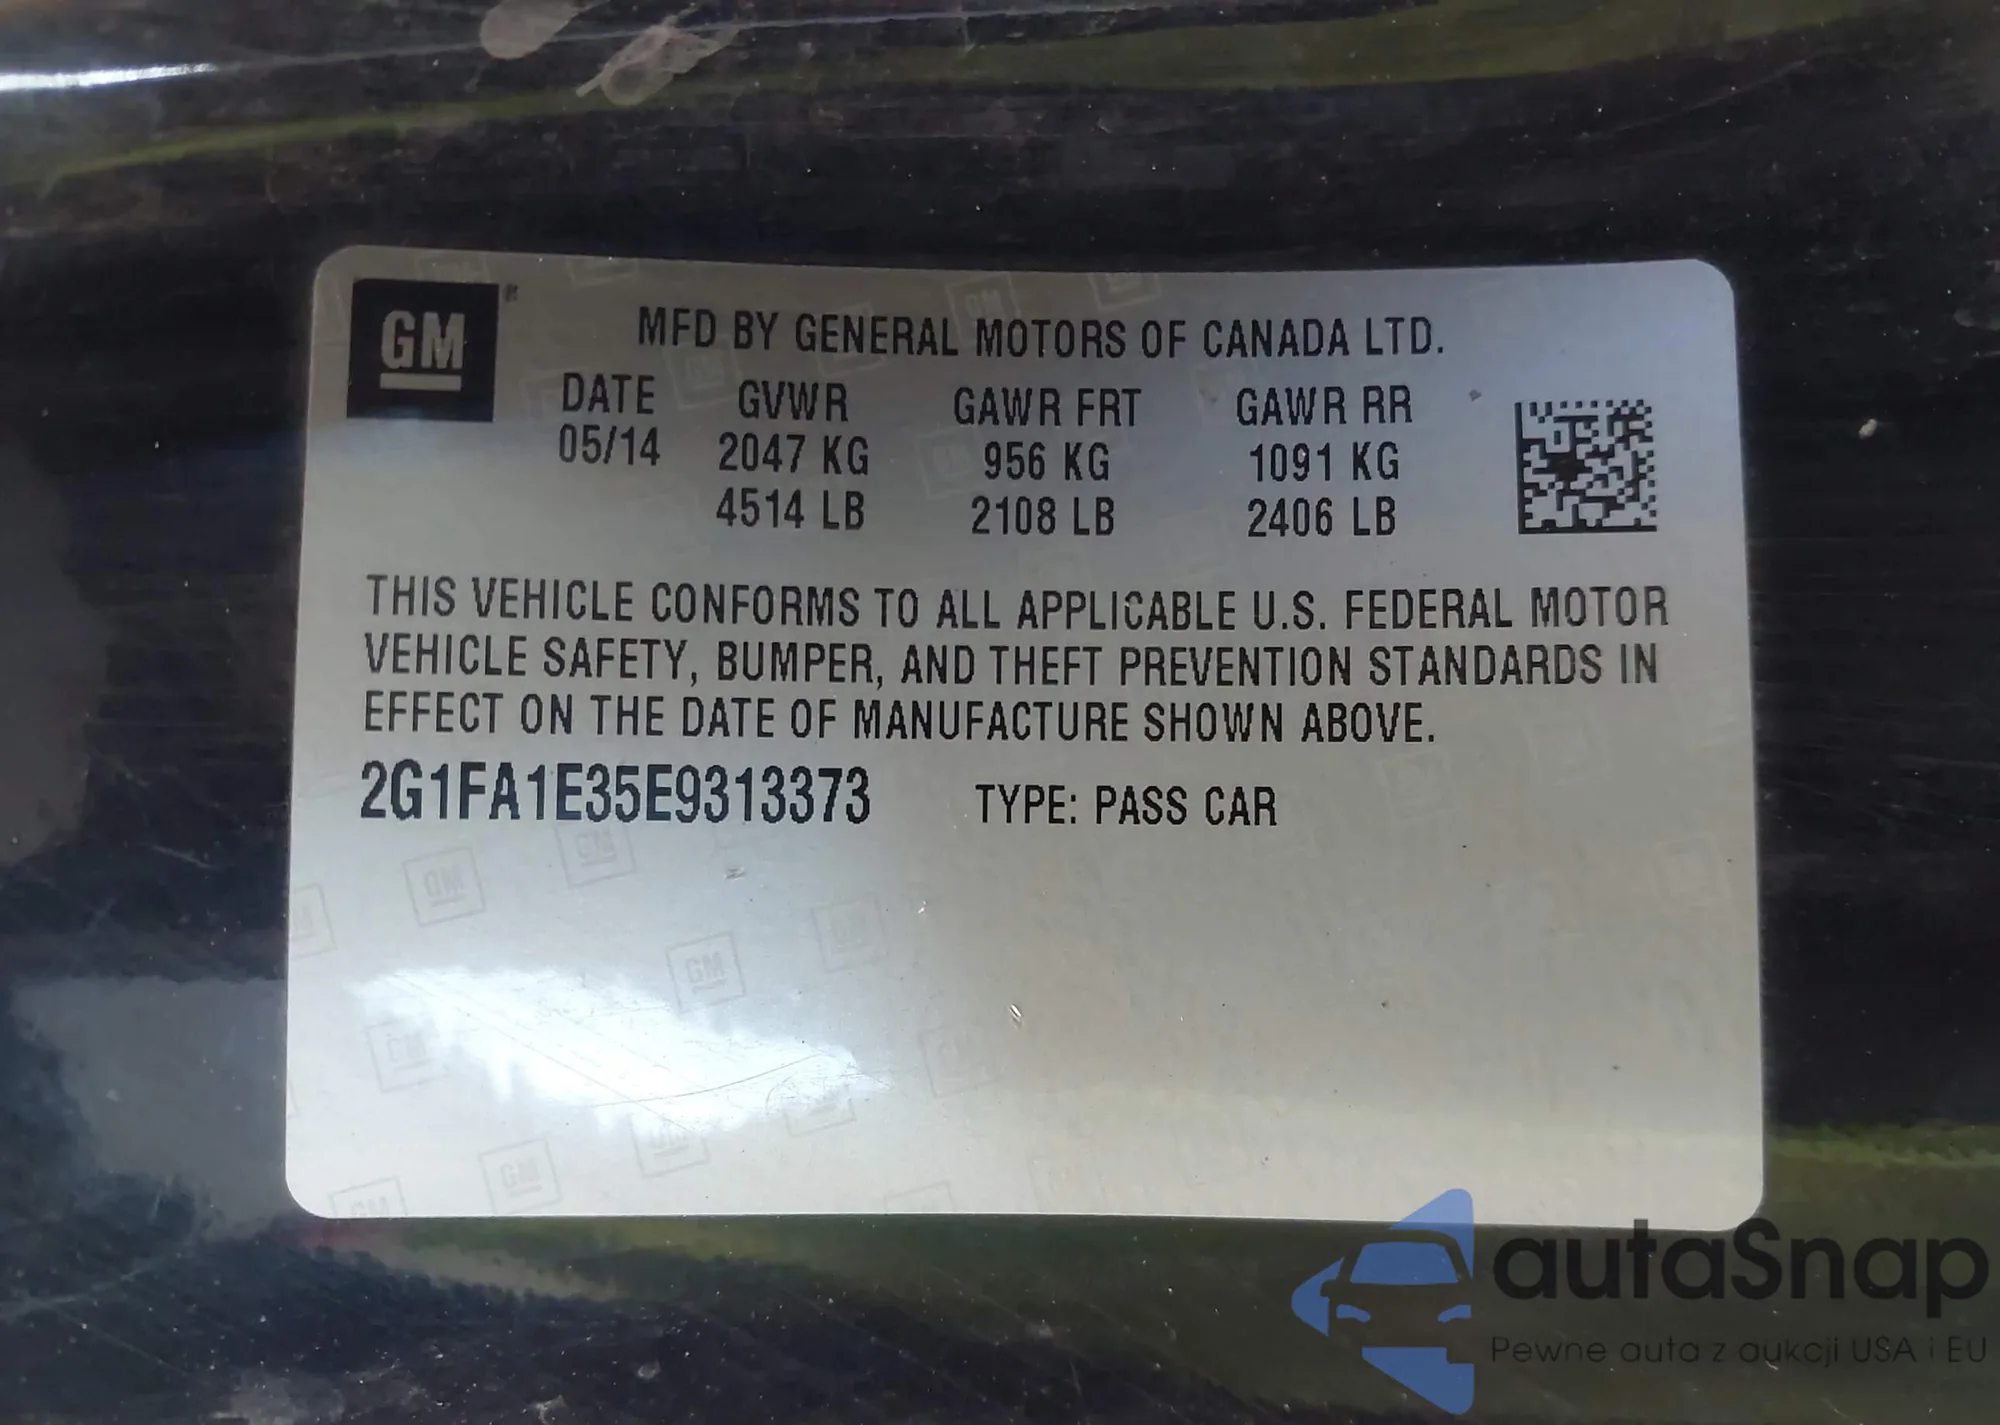 GM
MFD BY GENERAL MOTORS OF CANADA LTD.
DATE GVWR GAWR FRT GAWR RR
05/14 2047 KG 956 KG 1091 KG
4514 LB 2108 LB 2406 LB
THIS VEHICLE CONFORMS TO ALL APPLICABLE U.S. FEDERAL MOTOR
VEHICLE SAFETY, BUMPER, AND THEFT PREVENTION STANDARDS IN
EFFECT ON THE DATE OF MANUFACTURE SHOWN ABOVE.
2G1FA1E35E9313373 TYPE: PASS CAR
autaSnap
Pewne auta z aukcji USA i EU